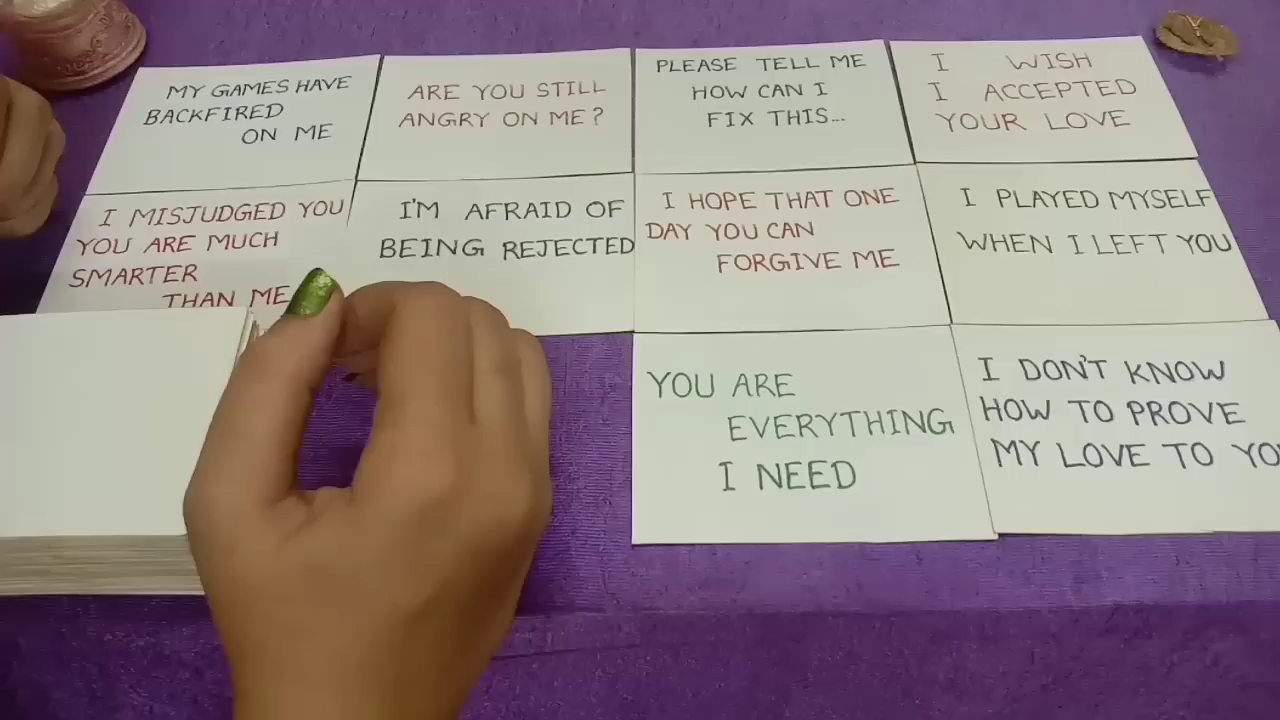 MY GAMES HAVE
BACKFIRED
ON ME
ARE YOU STILL
ANGRY ON ME?
PLEASE TELL ME
HOW CAN I
FIX THIS...
I WISH
I ACCEPTED
YOUR LOVE
I MISJUDGED YOU
YOU ARE MUCH
SMARTER
THAN ME
I'M AFRAID OF
BEING REJECTED
I HOPE THAT ONE
DAY YOU CAN
FORGIVE ME
I PLAYED MYSELF
WHEN I LEFT YOU
YOU ARE
EVERYTHING
I NEED
I DON'T KNOW
HOW TO PROVE
MY LOVE TO YO